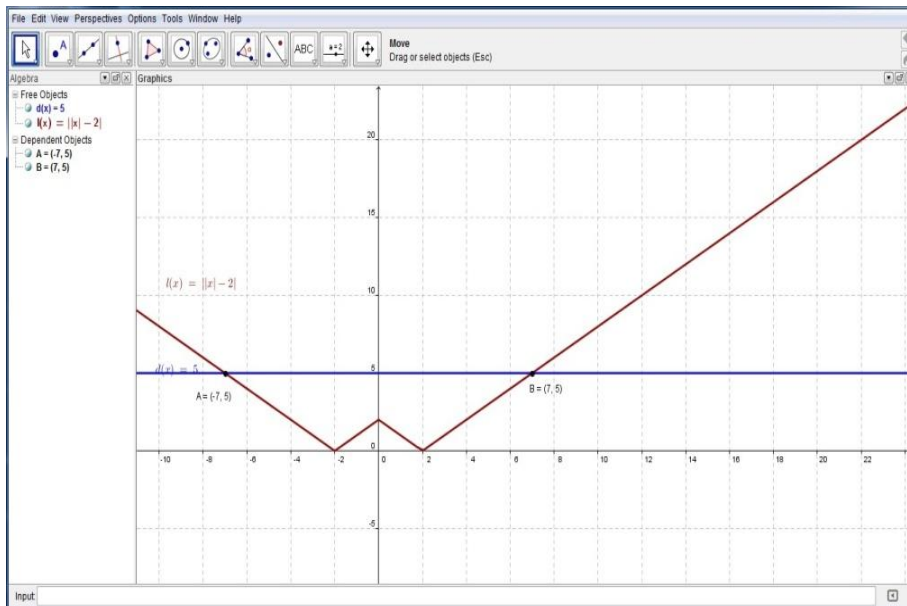 File Edit View Perspectives Options Tools Window Help
A
α
ABC
a=2
Move
Drag or select objects (Esc)
Algebra
Graphics
Free Objects
d(x) = 5
l(x) = ||x| − 2|
Dependent Objects
A = (-7, 5)
B = (7, 5)
20
15
l(x) = ||x| − 2|
10
d(x) = 5
5
A = (-7, 5)
B = (7, 5)
0
-10 -8 -6 -4 -2 0 2 4 6 8 10 12 14 16 18 20 22
-5
Input